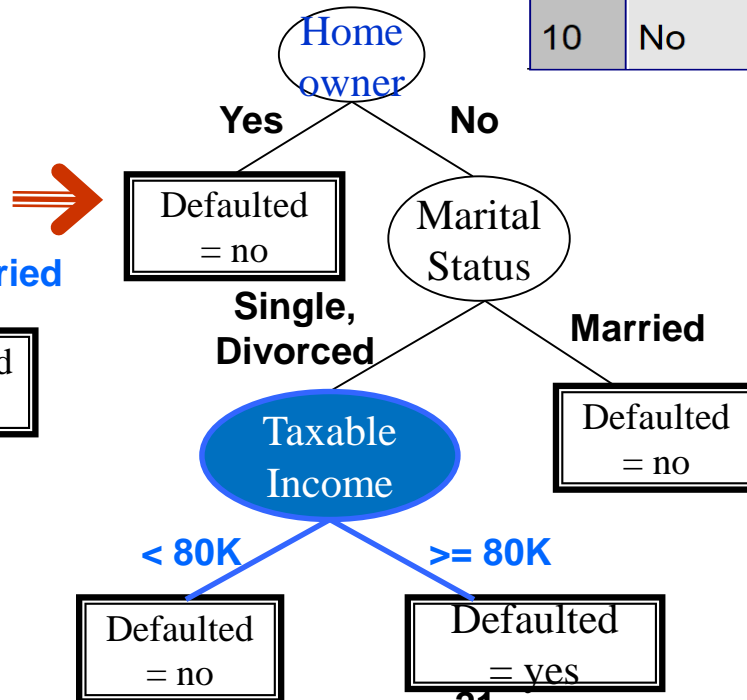 10 No
Home
owner
Yes No
Defaulted
= no
Marital
Status
Single,
Divorced
Married
Taxable
Income
Defaulted
= no
< 80K >= 80K
Defaulted
= no
Defaulted
= yes